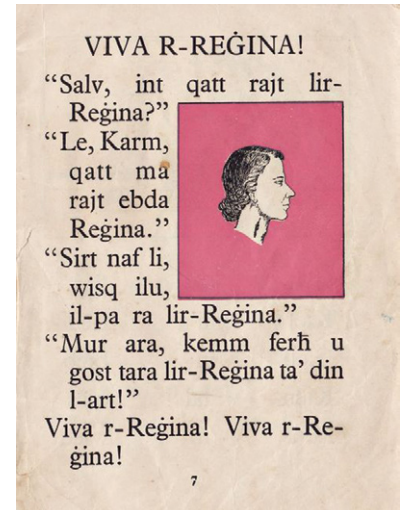 VIVA R-REĠINA!
“Salv, int qatt rajt lir-
Reġina?”
“Le, Karm,
qatt ma
rajt ebda
Reġina.”
“Sirt naf li,
wisq ilu,
il-pa ra lir-Reġina.”
“Mur ara, kemm ferħ u
gost tara lir-Reġina ta’ din
l-art!”
Viva r-Reġina! Viva r-Re-
ġina!
7